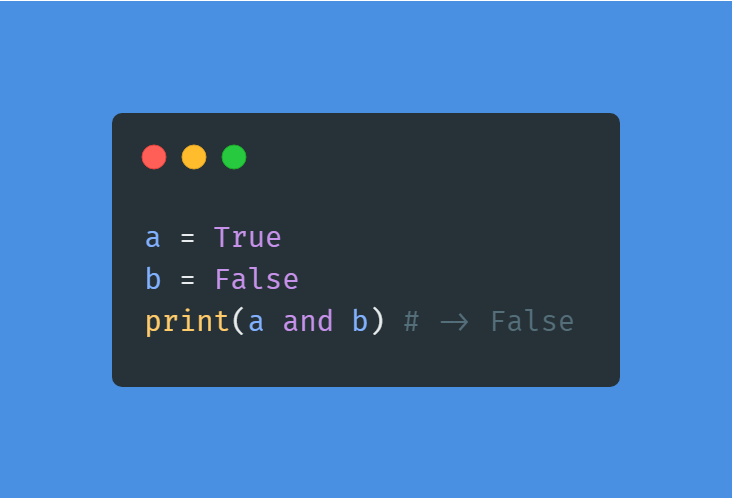 a = True
b = False
print(a and b) # -> False